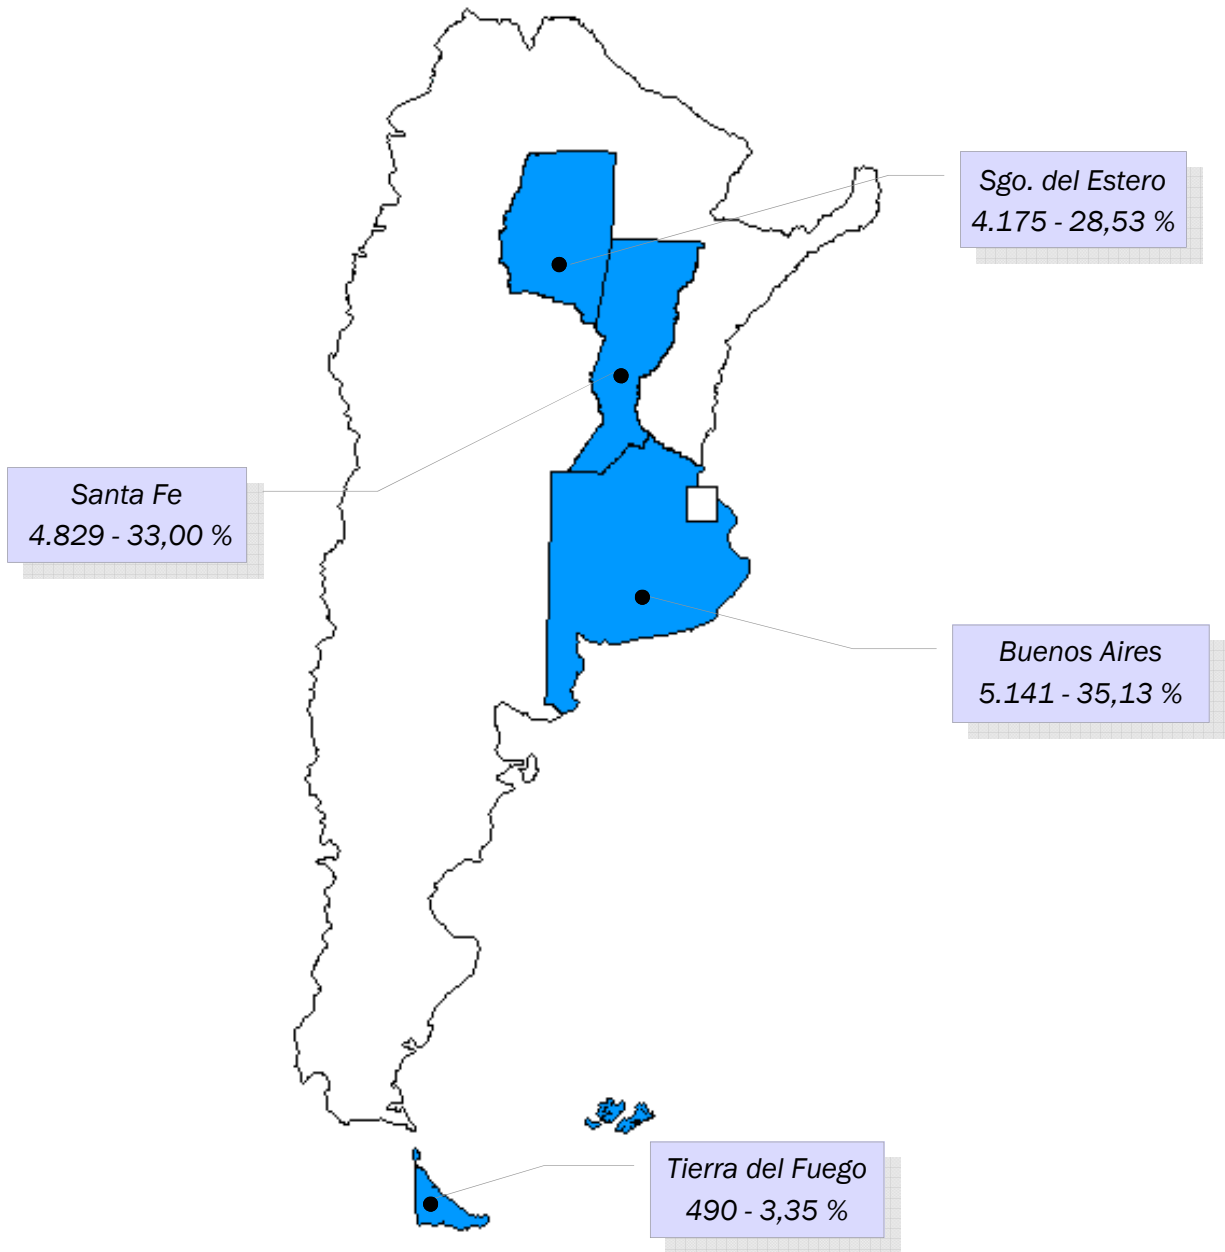 Sgo. del Estero
4.175 - 28,53 %
Santa Fe
4.829 - 33,00 %
Buenos Aires
5.141 - 35,13 %
Tierra del Fuego
490 - 3,35 %